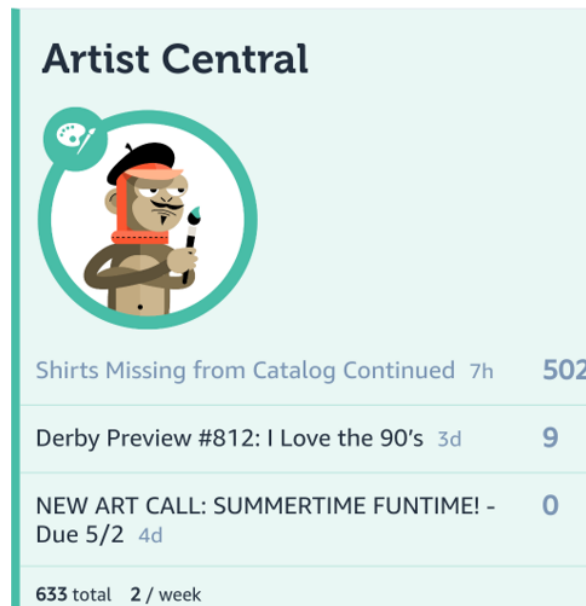 Artist Central
Shirts Missing from Catalog Continued 7h 502
Derby Preview #812: I Love the 90's 3d 9
NEW ART CALL: SUMMERTIME FUNTIME! - 0
Due 5/2 4d
633 total 2 / week